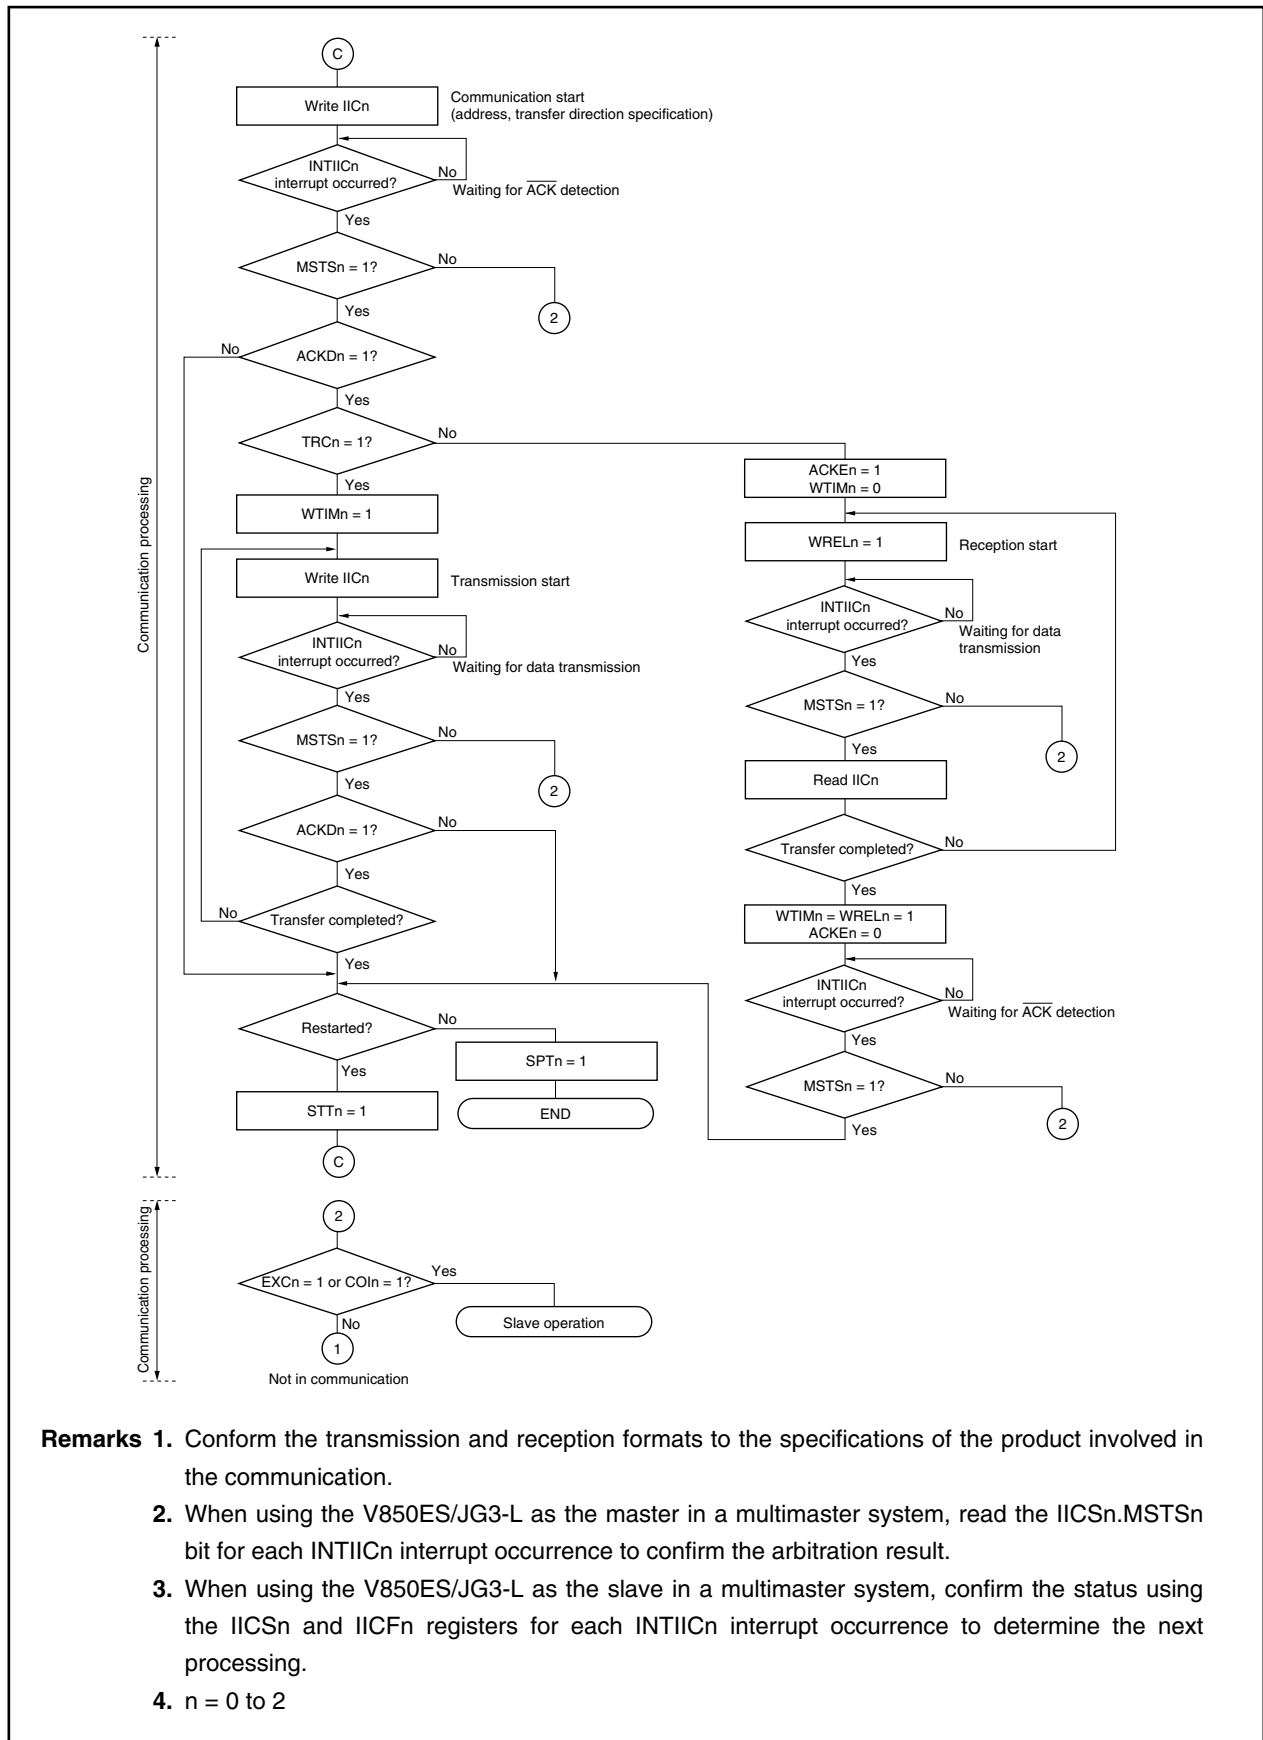 C
Write IICn
Communication start
(address, transfer direction specification)
INTIICn
interrupt occurred?
No
Waiting for ACK detection
Yes
MSTSn = 1?
No
2
Yes
ACKDn = 1?
No
Yes
TRCn = 1?
No
Yes
WTIMn = 1
Write IICn
Transmission start
INTIICn
interrupt occurred?
No
Waiting for data transmission
Yes
MSTSn = 1?
No
2
Yes
ACKDn = 1?
No
Yes
Transfer completed?
No
Yes
Restarted?
No
SPTn = 1
END
Yes
STTn = 1
C
ACKEn = 1
WTIMn = 0
WRELn = 1
Reception start
INTIICn
interrupt occurred?
No
Waiting for data
transmission
Yes
MSTSn = 1?
No
2
Yes
Read IICn
Transfer completed?
No
Yes
WTIMn = WRELn = 1
ACKEn = 0
INTIICn
interrupt occurred?
No
Waiting for ACK detection
Yes
MSTSn = 1?
No
2
Yes
Communication processing
2
EXCn = 1 or COIn = 1?
Yes
Slave operation
No
1
Not in communication
Communication processing
Remarks 1. Conform the transmission and reception formats to the specifications of the product involved in
the communication.
2. When using the V850ES/JG3-L as the master in a multimaster system, read the IICSn.MSTSn
bit for each INTIICn interrupt occurrence to confirm the arbitration result.
3. When using the V850ES/JG3-L as the slave in a multimaster system, confirm the status using
the IICSn and IICFn registers for each INTIICn interrupt occurrence to determine the next
processing.
4. n = 0 to 2